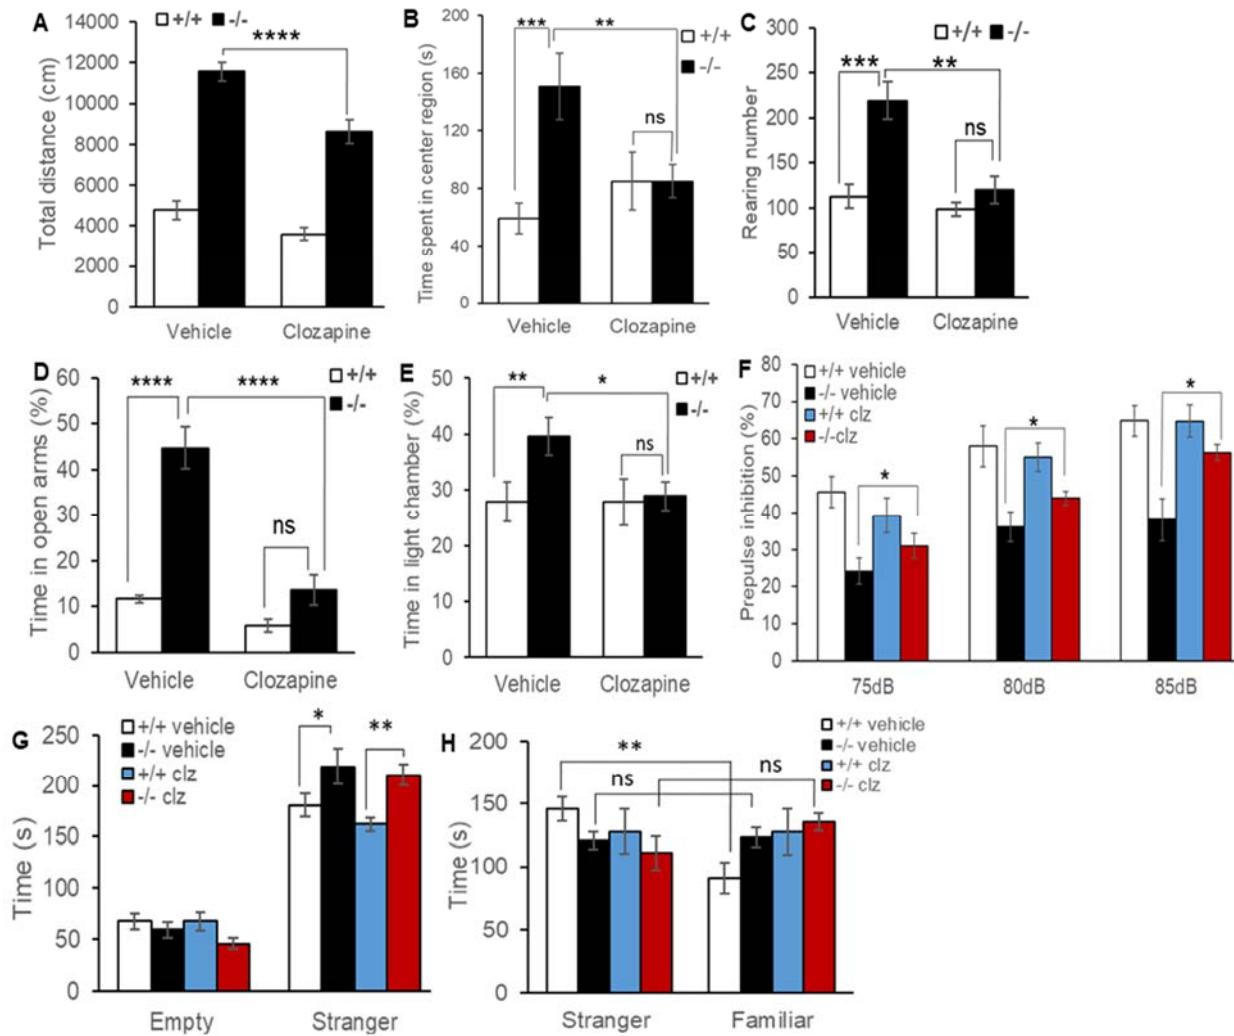 A
+/+ -/-
Total distance (cm)
14000
12000
10000
8000
6000
4000
2000
0
****
Vehicle Clozapine
B
+/+
-/-
Time spent in center region (s)
200
160
120
80
40
0
*** **
ns
Vehicle Clozapine
C
+/+ -/-
Rearing number
300
250
200
150
100
50
0
*** **
ns
Vehicle Clozapine
D
+/+
-/-
Time in open arms (%)
60
50
40
30
20
10
0
**** ****
ns
Vehicle Clozapine
E
+/+
-/-
Time in light chamber (%)
50
40
30
20
10
0
** *
ns
Vehicle Clozapine
F
+/+ vehicle
-/- vehicle
+/+ clz
-/-clz
Prepulse inhibition (%)
80
70
60
50
40
30
20
10
0
* * *
75dB 80dB 85dB
G
+/+ vehicle
-/- vehicle
+/+ clz
-/- clz
Time (s)
250
200
150
100
50
0
* **
Empty Stranger
H
+/+ vehicle
-/- vehicle
+/+ clz
-/- clz
Time (s)
200
150
100
50
0
**
ns ns
Stranger Familiar